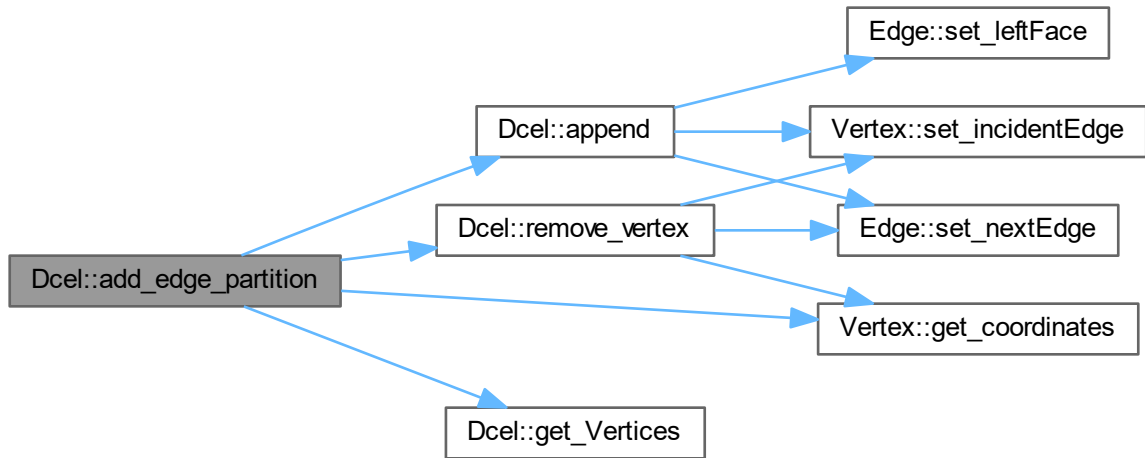 Edge::set_leftFace
Dcel::append
Vertex::set_incidentEdge
Dcel::remove_vertex
Edge::set_nextEdge
Dcel::add_edge_partition
Vertex::get_coordinates
Dcel::get_Vertices